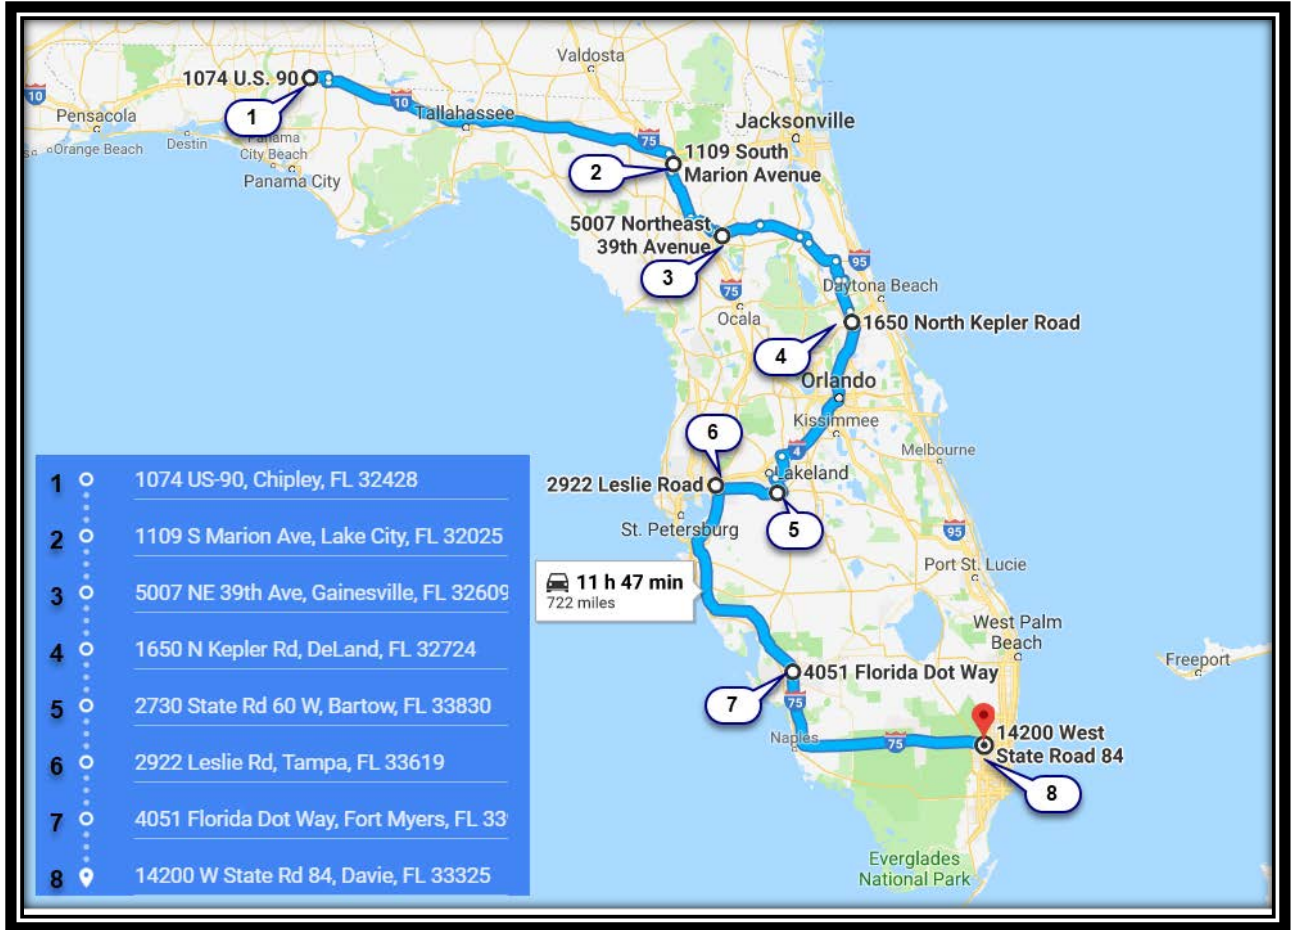 Valdosta
1074 U.S. 90
10
10
Pensacola
Tallahassee
1
Jacksonville
75
Orange Beach
Destin
Panama
City Beach
1109 South
Marion Avenue
2
Panama City
5007 Northeast
39th Avenue
3
95
75
Daytona Beach
Ocala
1650 North Kepler Road
4
Orlando
Kissimmee
6
4
Melbourne
Lakeland
2922 Leslie Road
5
St. Petersburg
95
Port St. Lucie
11 h 47 min
722 miles
West Palm
Beach
Freeport
4051 Florida Dot Way
7
75
Naples
75
14200 West
State Road 84
8
Everglades
National Park
1 1074 US-90, Chipley, FL 32428
2 1109 S Marion Ave, Lake City, FL 32025
3 5007 NE 39th Ave, Gainesville, FL 32609
4 1650 N Kepler Rd, DeLand, FL 32724
5 2730 State Rd 60 W, Bartow, FL 33830
6 2922 Leslie Rd, Tampa, FL 33619
7 4051 Florida Dot Way, Fort Myers, FL 33
8 14200 W State Rd 84, Davie, FL 33325